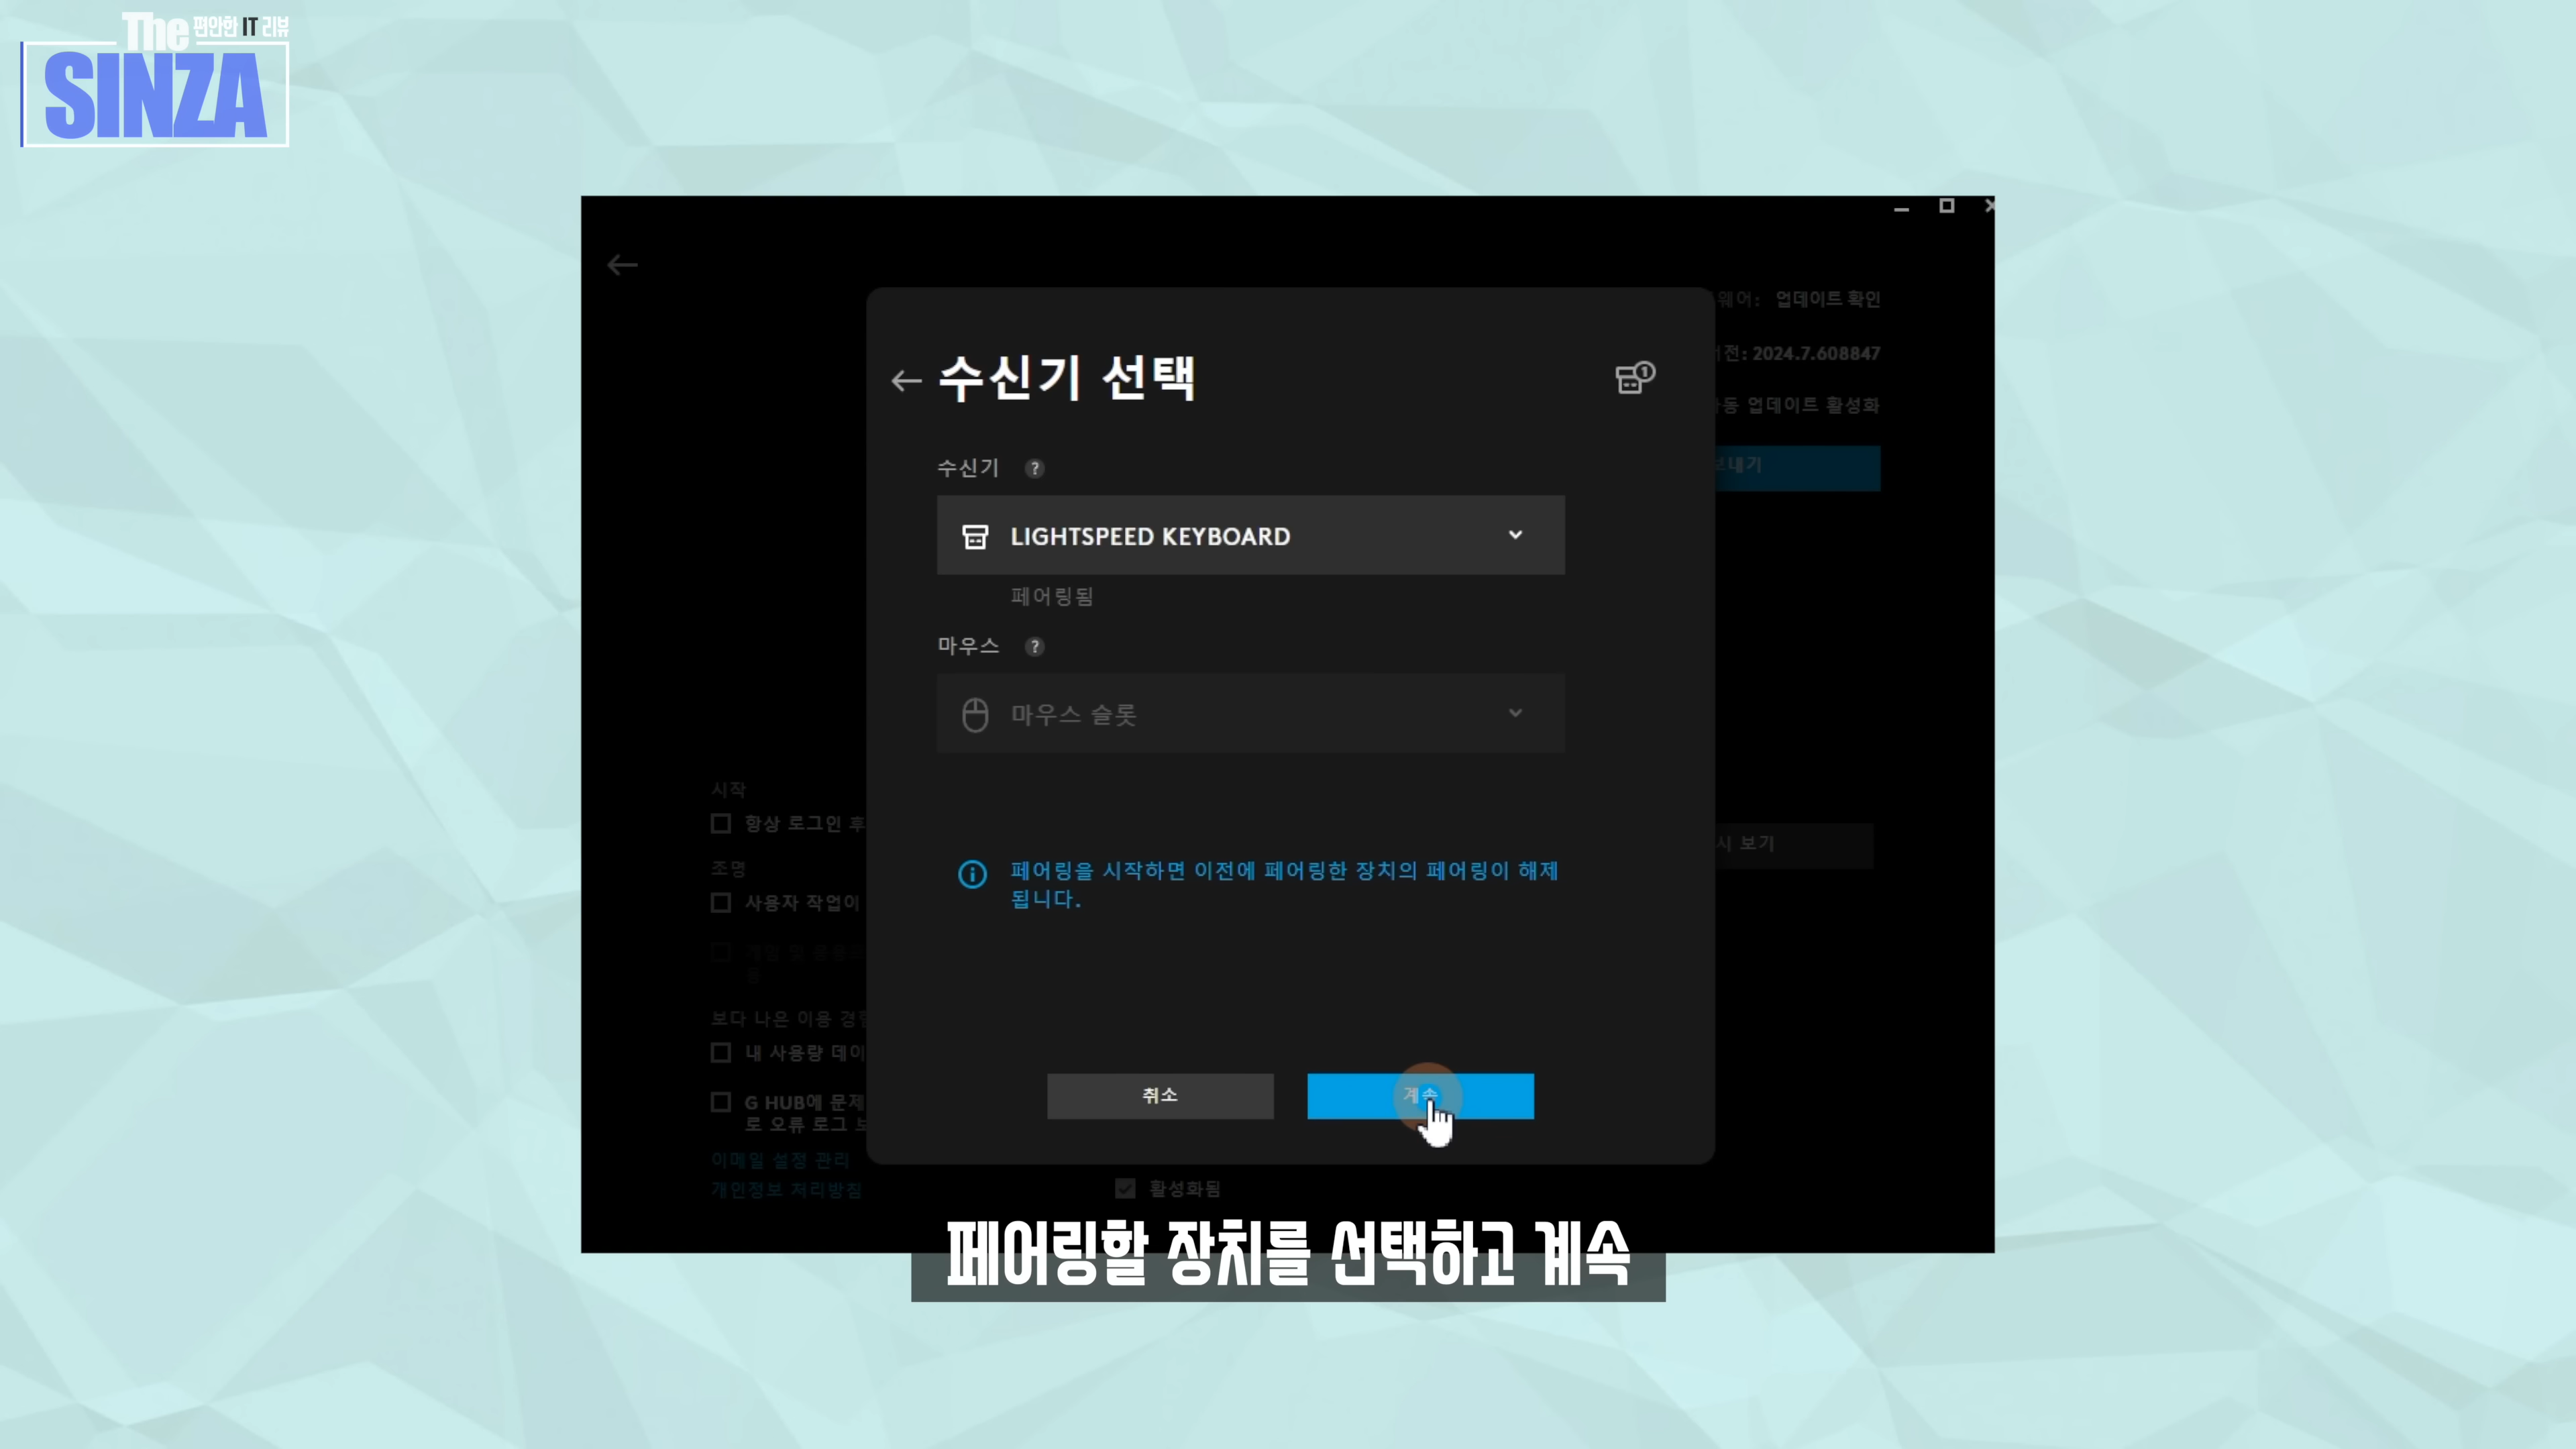 The 편안한 IT 리뷰
SINZA
웨어: 업데이트 확인
수신기 선택
1
전: 2024.7.608847
동 업데이트 활성화
수신기 ?
보내기
LIGHTSPEED KEYBOARD
페어링됨
마우스 ?
마우스 슬롯
시작
항상 로그인 후
시 보기
조명
페어링을 시작하면 이전에 페어링한 장치의 페어링이 해제
됩니다.
사용자 작업이
보다 나은 이용 경험
내 사용량 데이
G HUB에 문제
로 오류 로그 보
취소
계속
이메일 설정 관리
개인정보 처리방침
활성화됨
페어링할 장치를 선택하고 계속